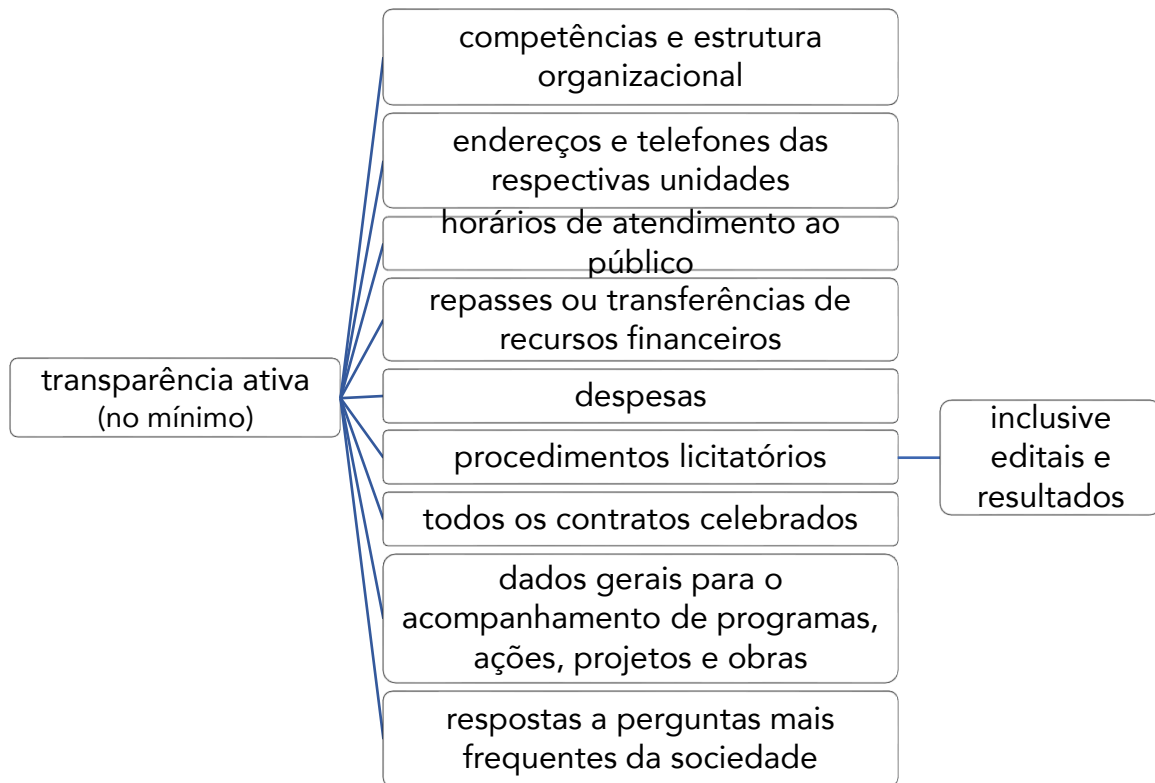 competências e estrutura
organizacional
endereços e telefones das
respectivas unidades
horários de atendimento ao
público
repasses ou transferências de
recursos financeiros
transparência ativa
(no mínimo)
despesas
procedimentos licitatórios
inclusive
editais e
resultados
todos os contratos celebrados
dados gerais para o
acompanhamento de programas,
ações, projetos e obras
respostas a perguntas mais
frequentes da sociedade